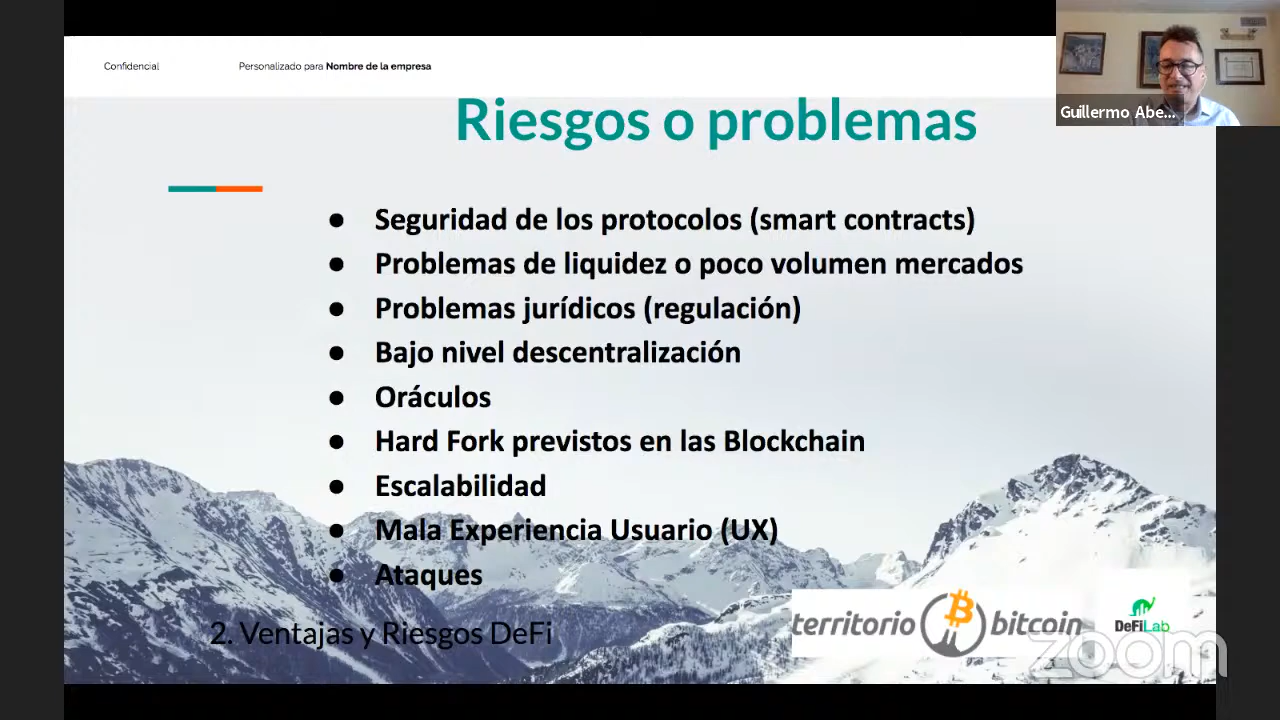 Confidencial
Personalizado para Nombre de la empresa
Guillermo Abe...
Riesgos o problemas
● Seguridad de los protocolos (smart contracts)
● Problemas de liquidez o poco volumen mercados
● Problemas jurídicos (regulación)
● Bajo nivel descentralización
● Oráculos
● Hard Fork previstos en las Blockchain
● Escalabilidad
● Mala Experiencia Usuario (UX)
● Ataques
2. Ventajas y Riesgos DeFi
territorio bitcoin
DeFiLab
zoom